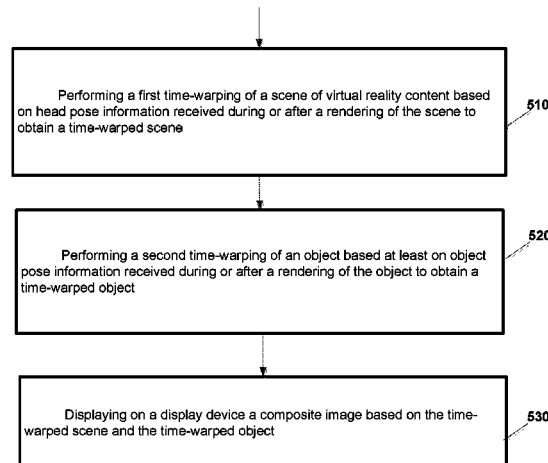 Performing a first time-warping of a scene of virtual reality content based
on head pose information received during or after a rendering of the scene to
obtain a time-warped scene
510
Performing a second time-warping of an object based at least on object
pose information received during or after a rendering of the object to obtain a
time-warped object
520
Displaying on a display device a composite image based on the time-
warped scene and the time-warped object
530